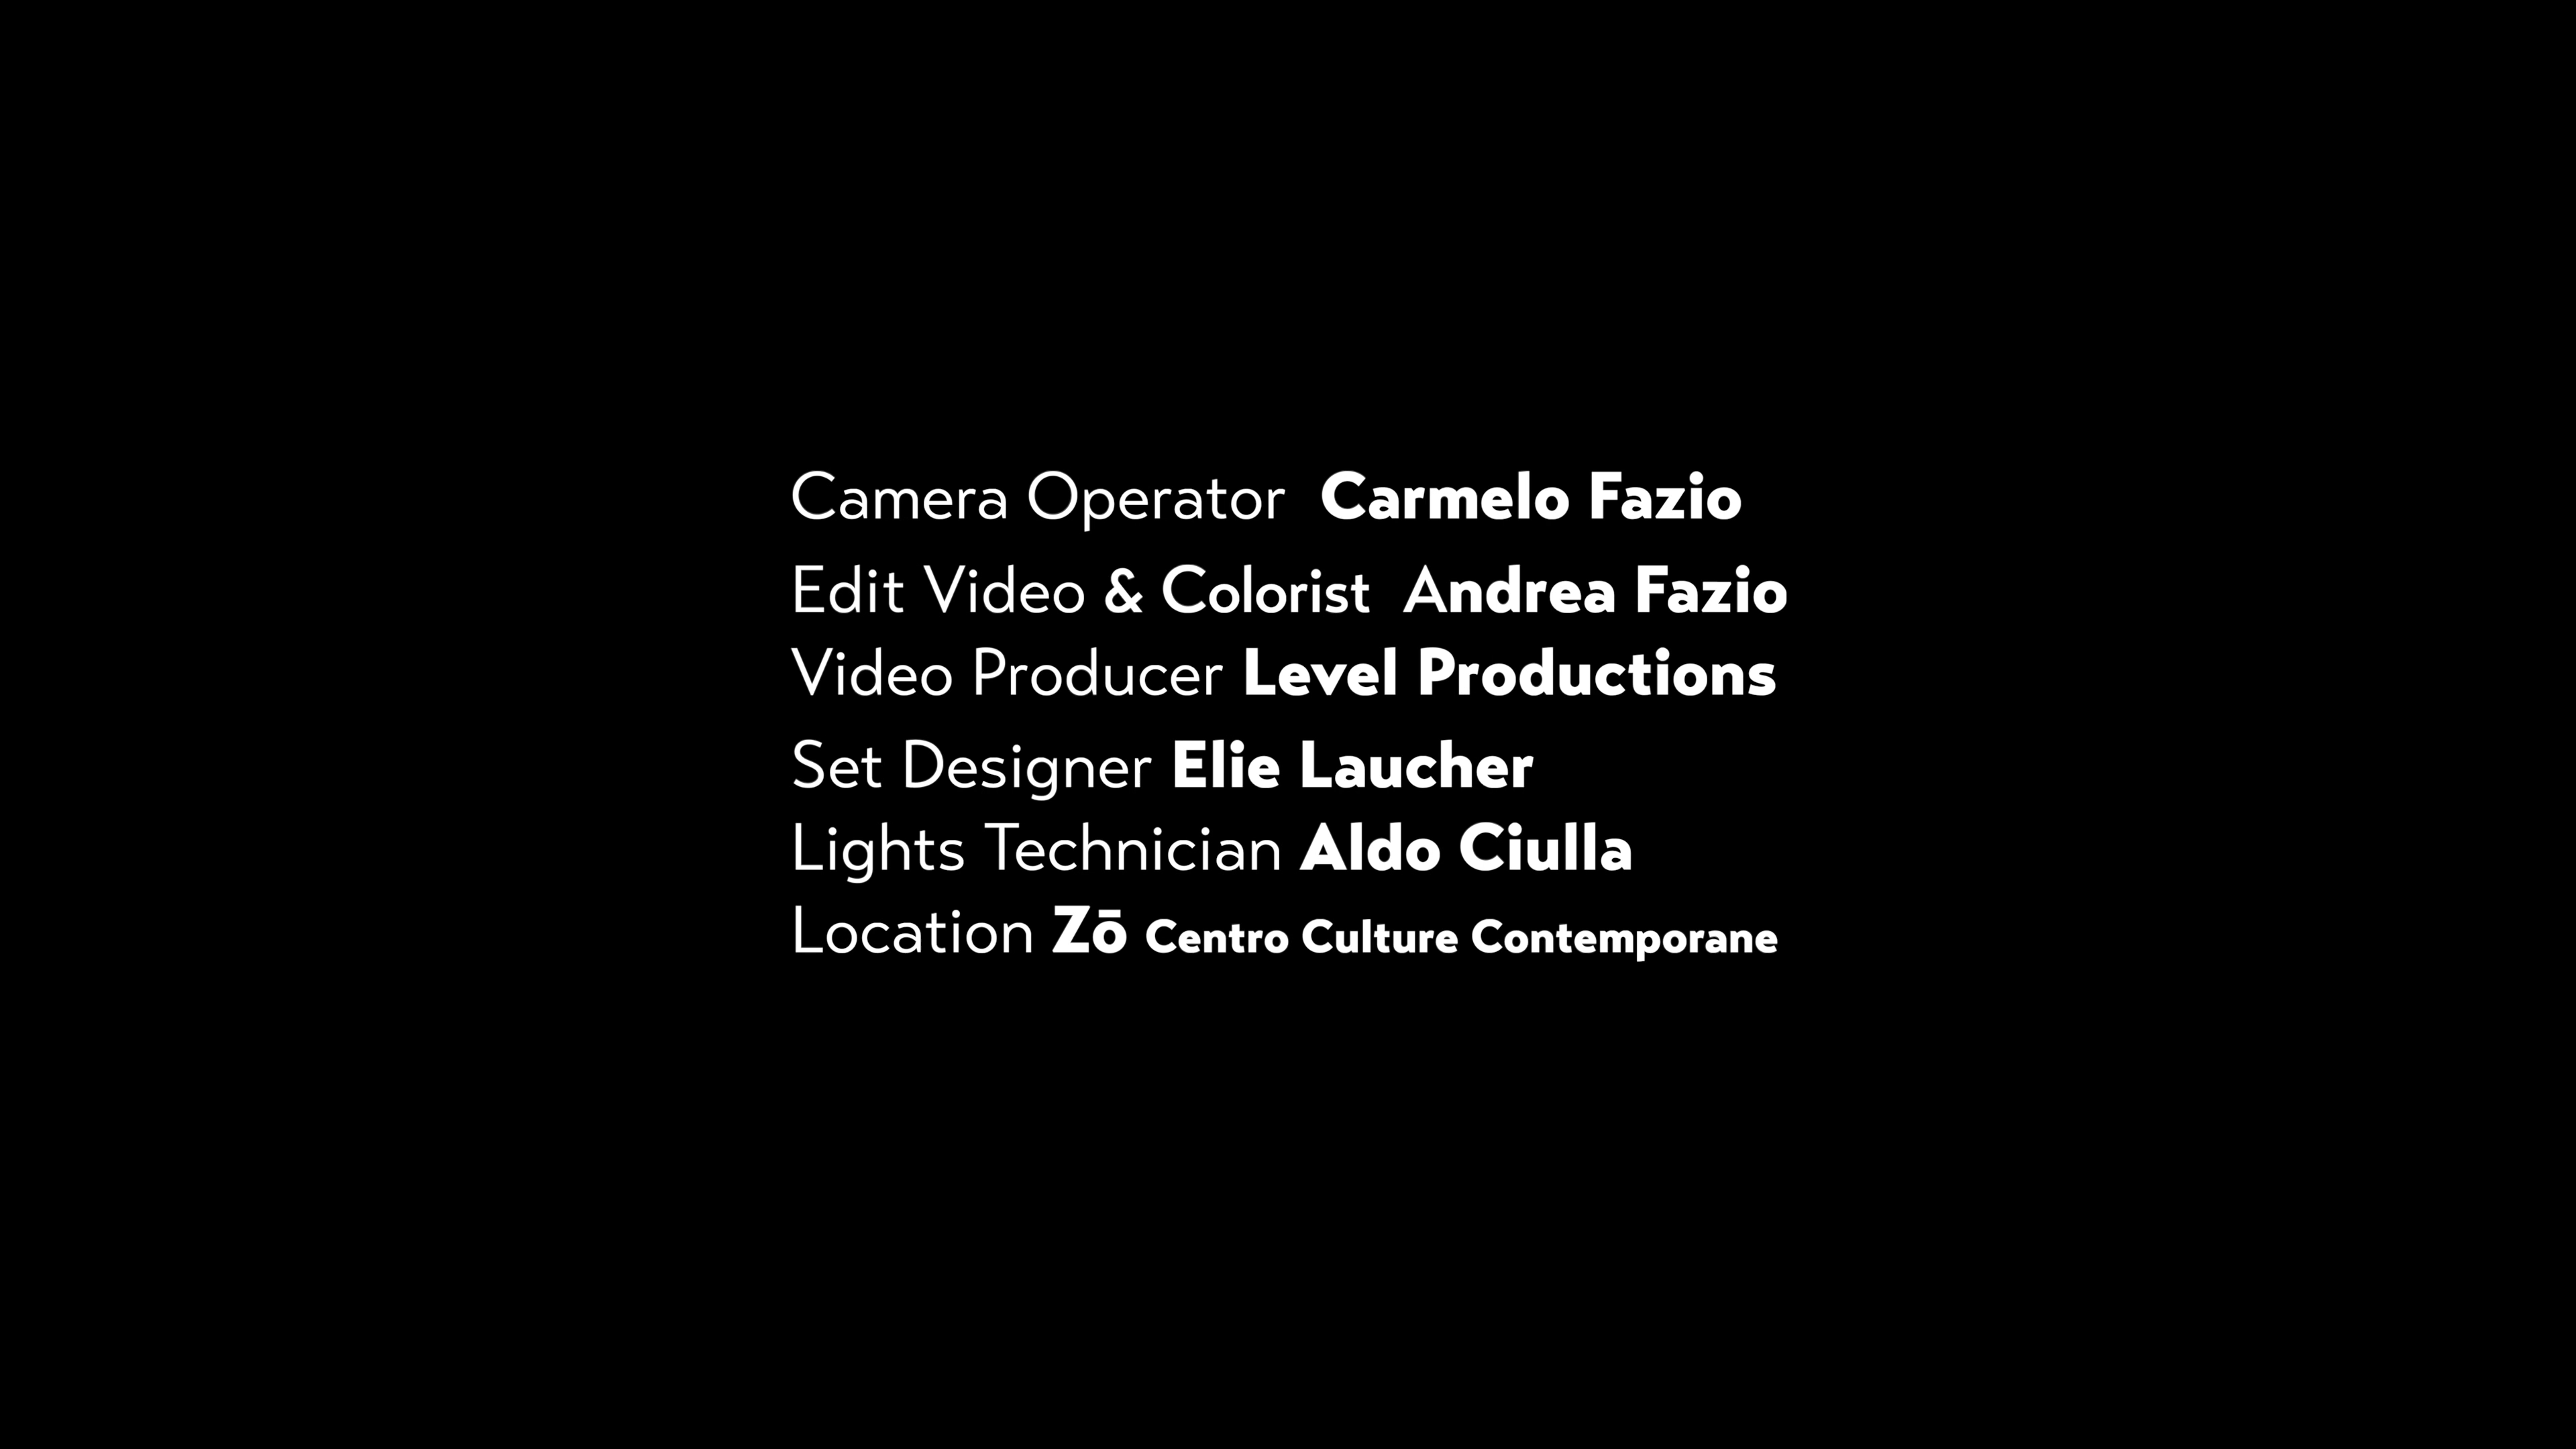 Camera Operator Carmelo Fazio
Edit Video & Colorist Andrea Fazio
Video Producer Level Productions
Set Designer Elie Laucher
Lights Technician Aldo Ciulla
Location Zō Centro Culture Contemporane